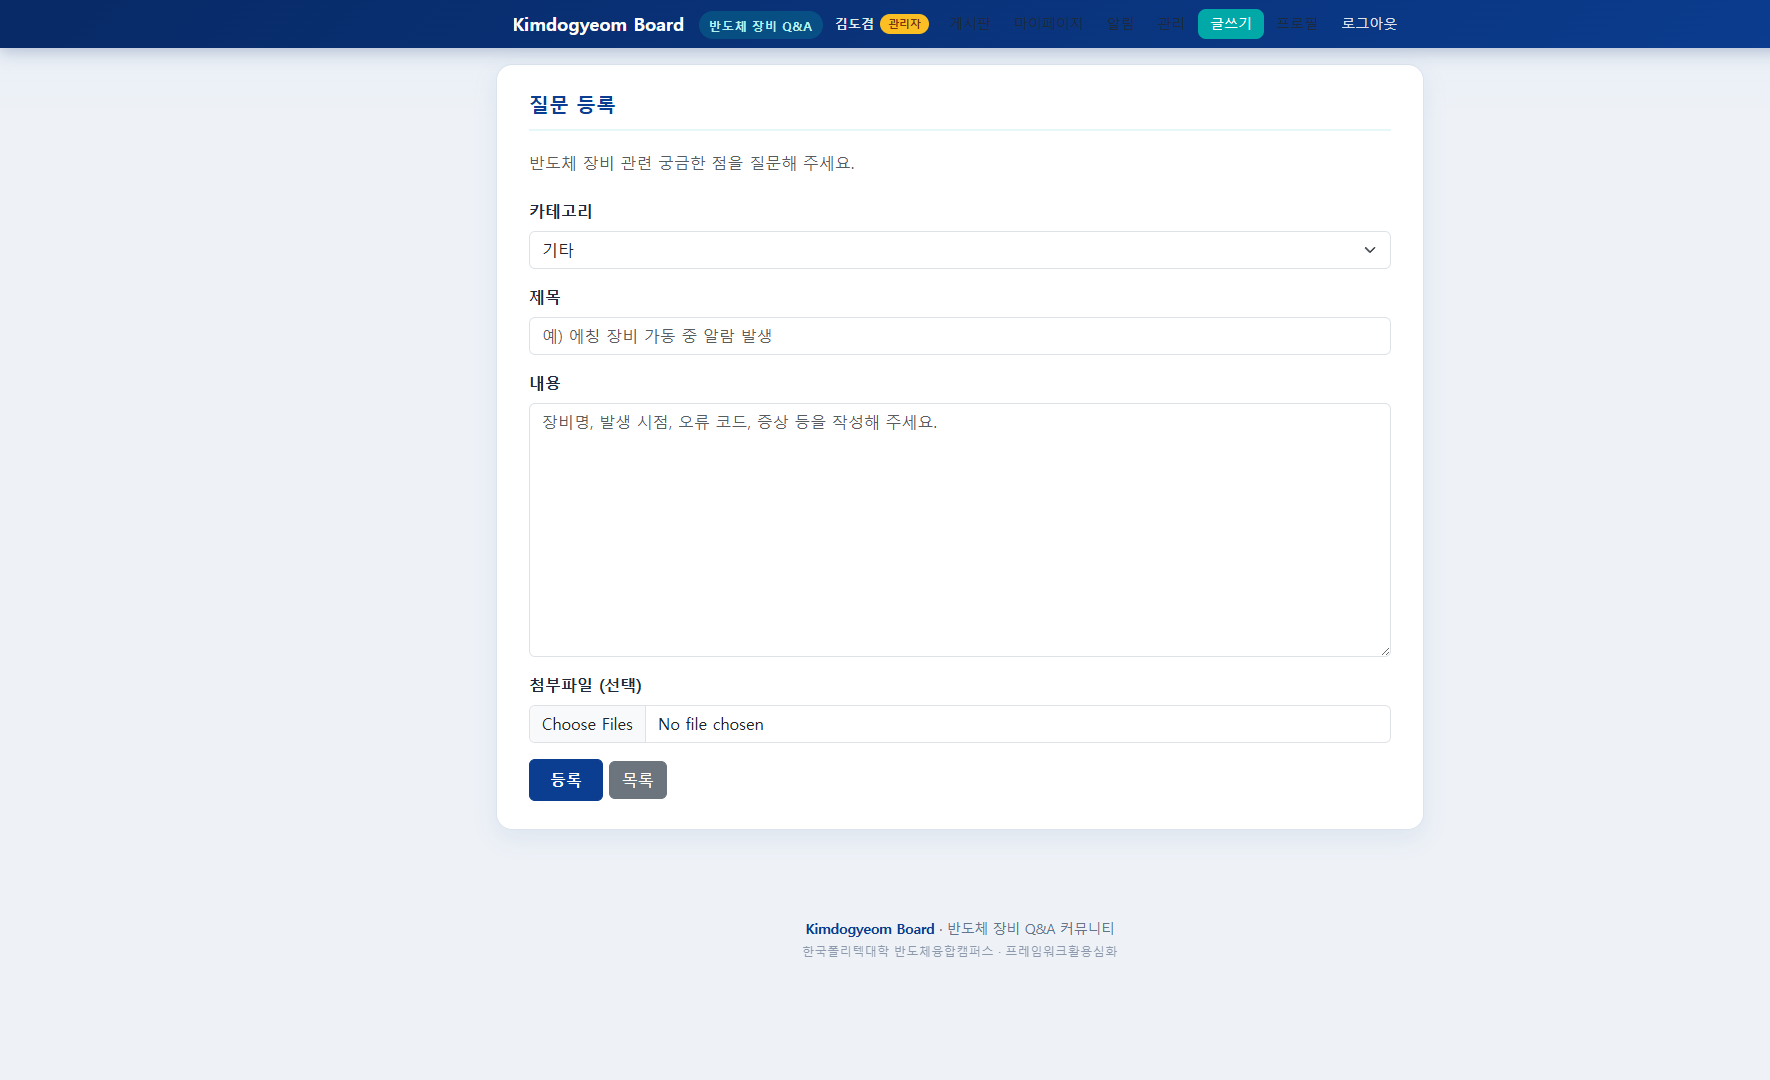 Kimdogyeom Board 반도체 장비 Q&A 김도겸 관리자 게시판 마이페이지 알림 관리 글쓰기 프로필 로그아웃
질문 등록
반도체 장비 관련 궁금한 점을 질문해 주세요.
카테고리
기타
제목
예) 에칭 장비 가동 중 알람 발생
내용
장비명, 발생 시점, 오류 코드, 증상 등을 작성해 주세요.
첨부파일 (선택)
Choose Files No file chosen
등록 목록
Kimdogyeom Board · 반도체 장비 Q&A 커뮤니티
한국폴리텍대학 반도체융합캠퍼스 · 프레임워크활용심화